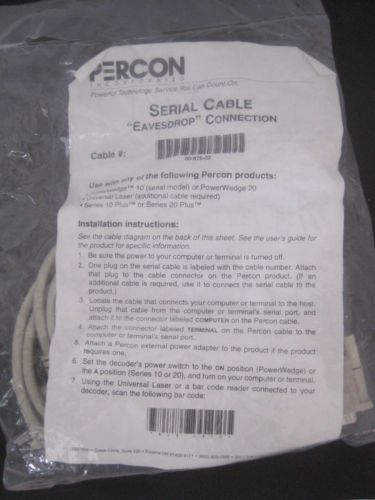 PERCON
INCORPORATED
Powerful Technology. Service You Can Count On.
SERIAL CABLE
"EAVESDROP" CONNECTION
Cable #:
00-876-02
Use with any of the following Percon products:
10 (serial model) or PowerWedge 20
• Universal Laser (additional cable required)
• Series 10 Plus™ or Series 20 Plus™
Installation instructions:
See the cable diagram on the back of this sheet. See the user's guide for
the product for specific information.
1. Be sure the power to your computer or terminal is turned off.
2. One plug on the serial cable is labeled with the cable number. Attach
that plug to the cable connector on the Percon product. (If an
additional cable is required, use it to connect the serial cable to the
product.)
3. Locate the cable that connects your computer or terminal to the host.
Unplug that cable from the computer or terminal's serial port, and
attach it to the connector labeled COMPUTER on the Percon cable.
4. Attach the connector labeled TERMINAL on the Percon cable to the
computer or terminal's serial port.
5. Attach a Percon external power adapter to the product if the product
requires one.
6. Set the decoder's power switch to the ON position (PowerWedge) or
the A position (Series 10 or 20), and turn on your computer or terminal.
7. Using the Universal Laser or a bar code reader connected to your
decoder, scan the following bar code: